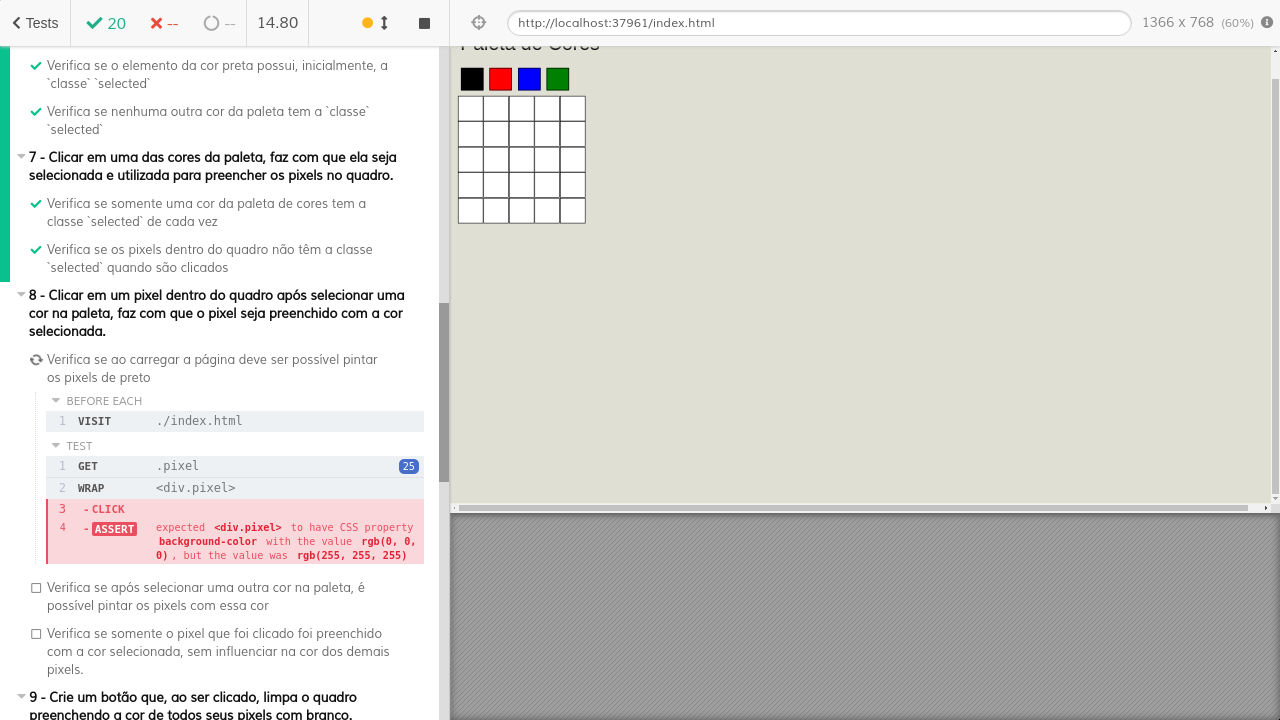 Tests
20
--
--
14.80
http://localhost:37961/index.html
1366 x 768 (60%)
Paleta de Cores
Verifica se o elemento da cor preta possui, inicialmente, a
`classe` `selected`
Verifica se nenhuma outra cor da paleta tem a `classe`
`selected`
7 - Clicar em uma das cores da paleta, faz com que ela seja
selecionada e utilizada para preencher os pixels no quadro.
Verifica se somente uma cor da paleta de cores tem a
classe `selected` de cada vez
Verifica se os pixels dentro do quadro não têm a classe
`selected` quando são clicados
8 - Clicar em um pixel dentro do quadro após selecionar uma
cor na paleta, faz com que o pixel seja preenchido com a cor
selecionada.
Verifica se ao carregar a página deve ser possível pintar
os pixels de preto
BEFORE EACH
1 VISIT ./index.html
TEST
1 GET .pixel 25
2 WRAP <div.pixel>
3 -CLICK
4 -ASSERT expected <div.pixel> to have CSS property
background-color with the value rgb(0, 0,
0), but the value was rgb(255, 255, 255)
Verifica se após selecionar uma outra cor na paleta, é
possível pintar os pixels com essa cor
Verifica se somente o pixel que foi clicado foi preenchido
com a cor selecionada, sem influenciar na cor dos demais
pixels.
9 - Crie um botão que, ao ser clicado, limpa o quadro
preenchendo a cor de todos seus pixels com branco.